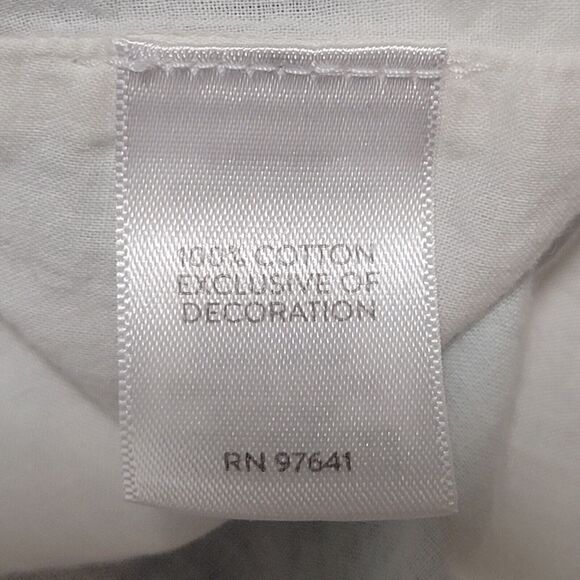 100% COTTON
EXCLUSIVE OF
DECORATION
RN 97641